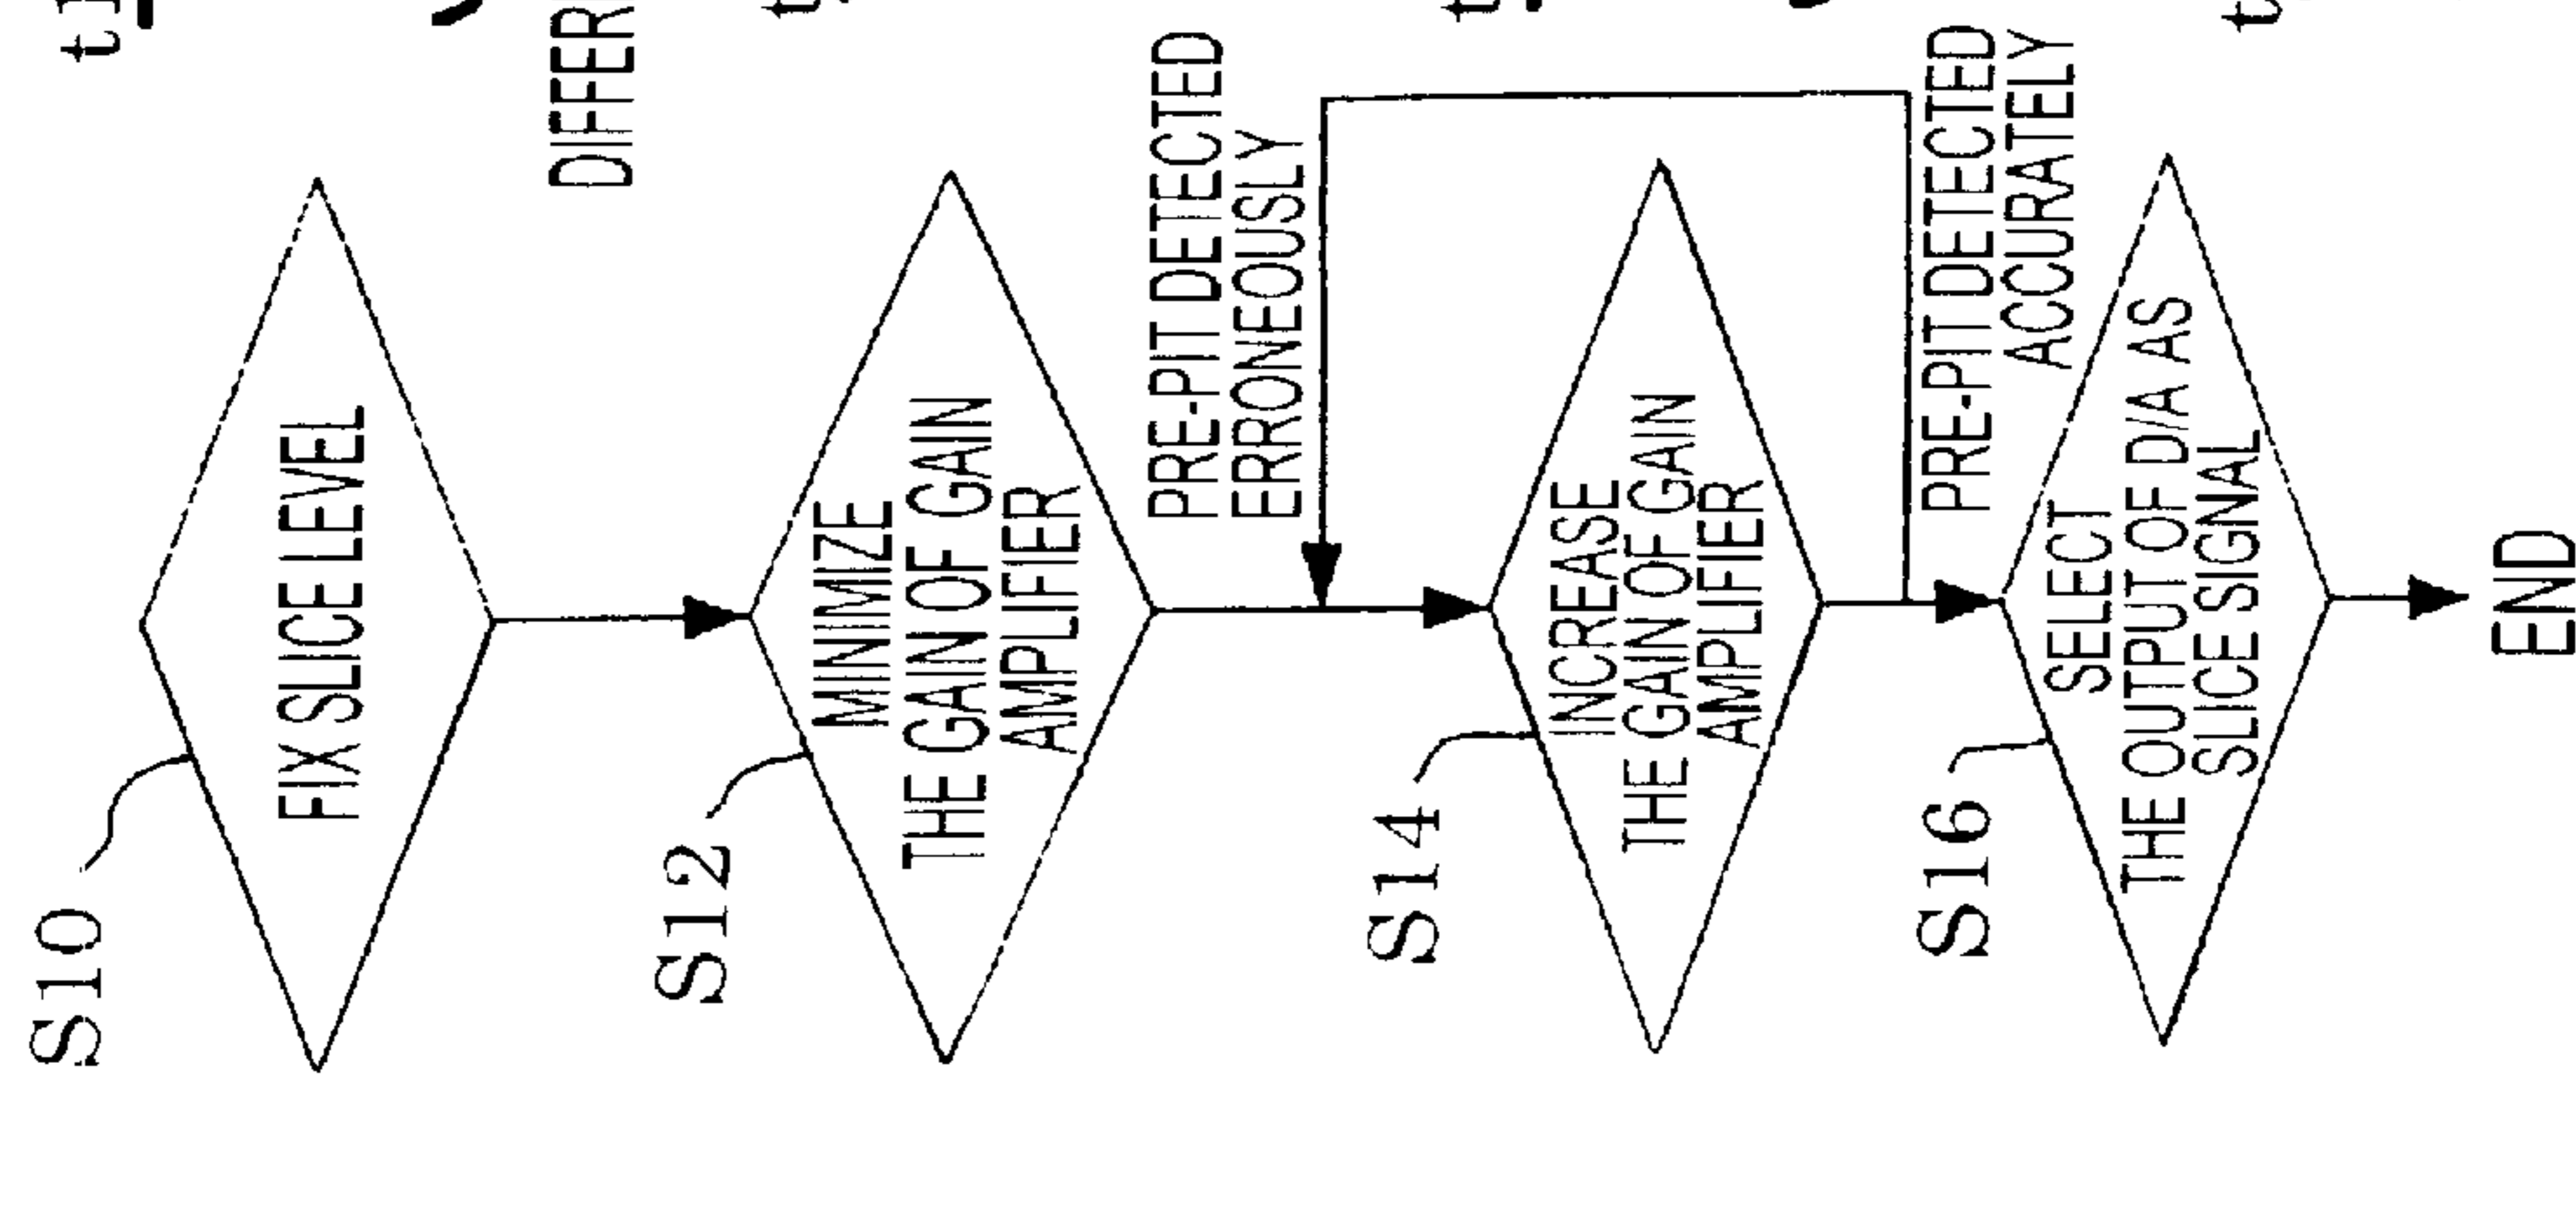 S10
FIX SLICE LEVEL
S12
MINIMIZE
THE GAIN OF GAIN
AMPLIFIER
PRE-PIT DETECTED
ERRONEOUSLY
S14
INCREASE
THE GAIN OF GAIN
AMPLIFIER
PRE-PIT DETECTED
ACCURATELY
S16
SELECT
THE OUTPUT OF D/A AS
SLICE SIGNAL
END